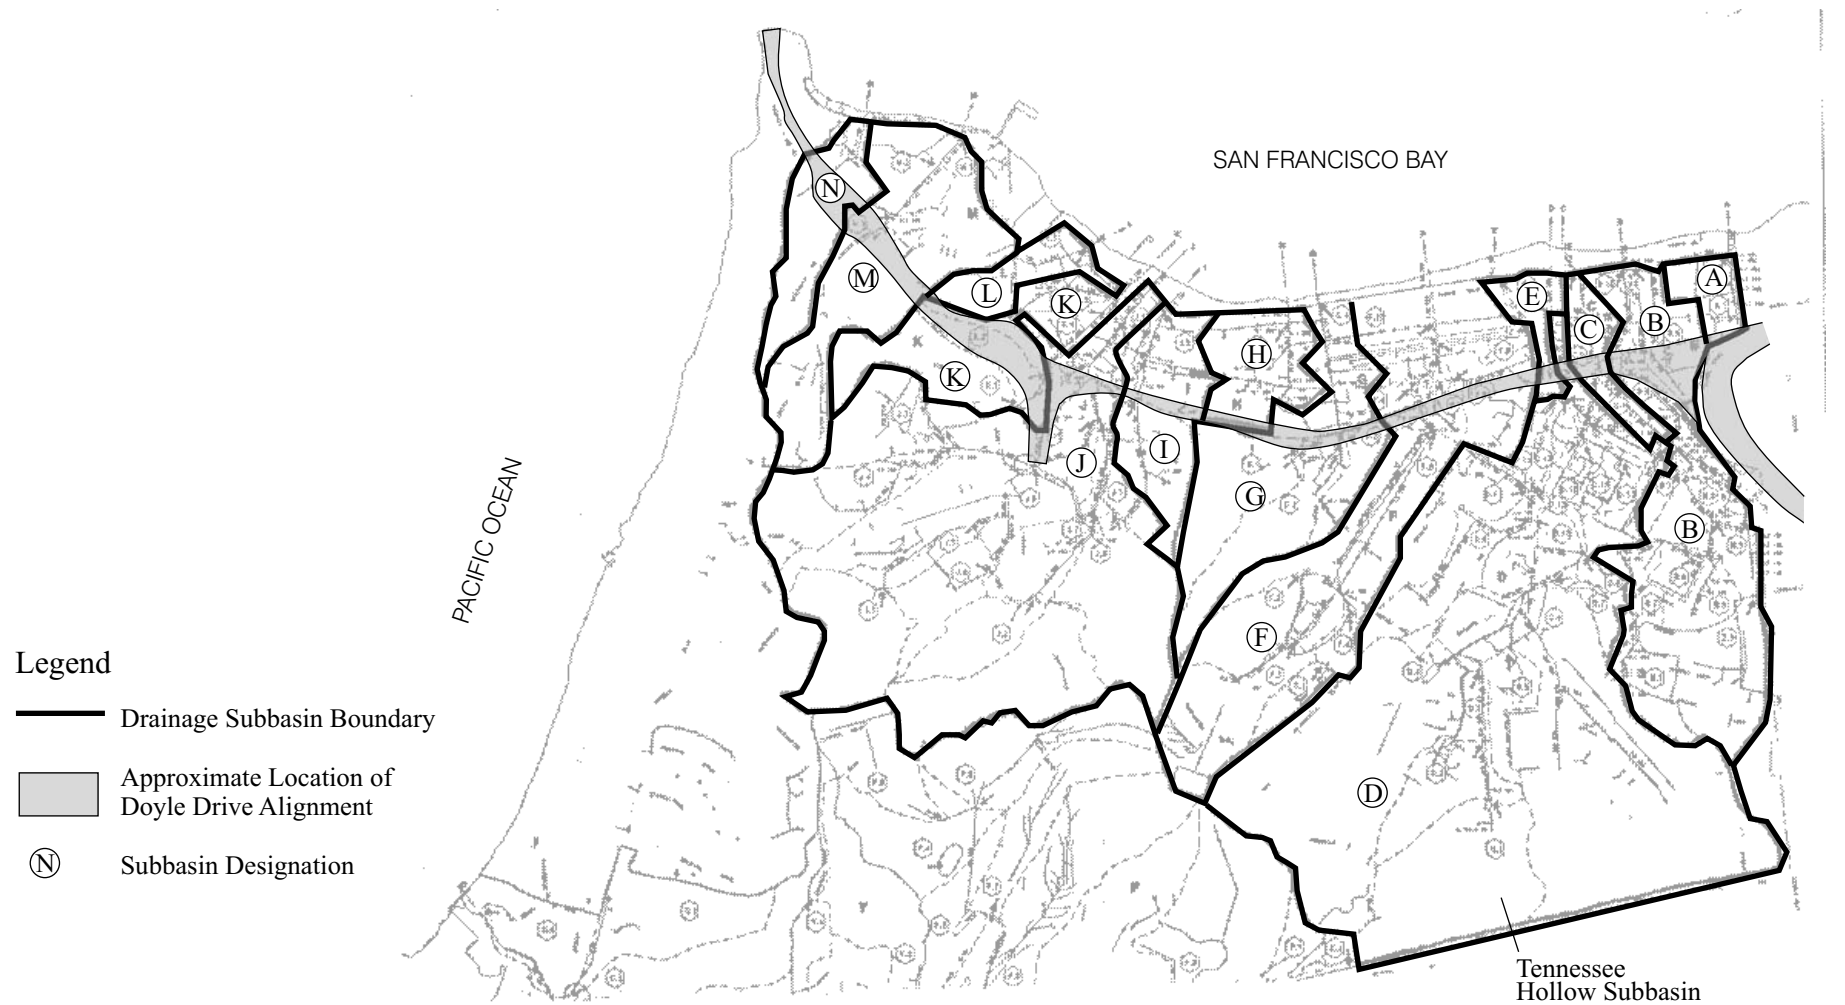 SAN FRANCISCO BAY
N
M
L
K
K
J
I
H
G
F
E
C
B
A
B
D
PACIFIC OCEAN
Legend
Drainage Subbasin Boundary
Approximate Location of
Doyle Drive Alignment
N
Subbasin Designation
Tennessee
Hollow Subbasin